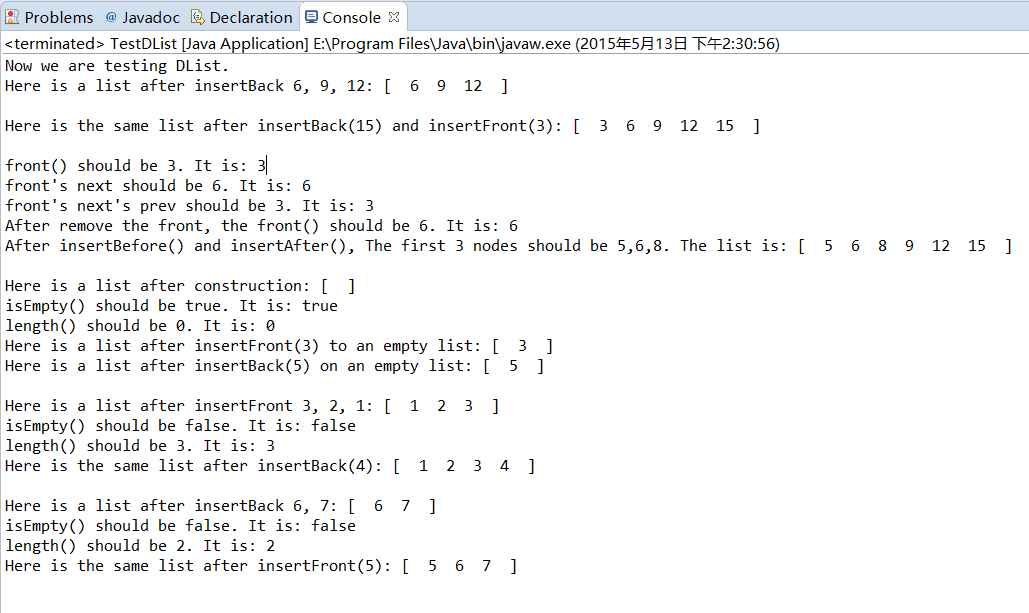 Problems @ Javadoc Declaration Console
<terminated> TestDList [Java Application] E:\Program Files\Java\bin\javaw.exe (2015年5月13日 下午2:30:56)
Now we are testing DList.
Here is a list after insertBack 6, 9, 12: [  6  9  12  ]
Here is the same list after insertBack(15) and insertFront(3): [  3  6  9  12  15  ]
front() should be 3. It is: 3
front's next should be 6. It is: 6
front's next's prev should be 3. It is: 3
After remove the front, the front() should be 6. It is: 6
After insertBefore() and insertAfter(), The first 3 nodes should be 5,6,8. The list is: [  5  6  8  9  12  15  ]
Here is a list after construction: [  ]
isEmpty() should be true. It is: true
length() should be 0. It is: 0
Here is a list after insertFront(3) to an empty list: [  3  ]
Here is a list after insertBack(5) on an empty list: [  5  ]
Here is a list after insertFront 3, 2, 1: [  1  2  3  ]
isEmpty() should be false. It is: false
length() should be 3. It is: 3
Here is the same list after insertBack(4): [  1  2  3  4  ]
Here is a list after insertBack 6, 7: [  6  7  ]
isEmpty() should be false. It is: false
length() should be 2. It is: 2
Here is the same list after insertFront(5): [  5  6  7  ]